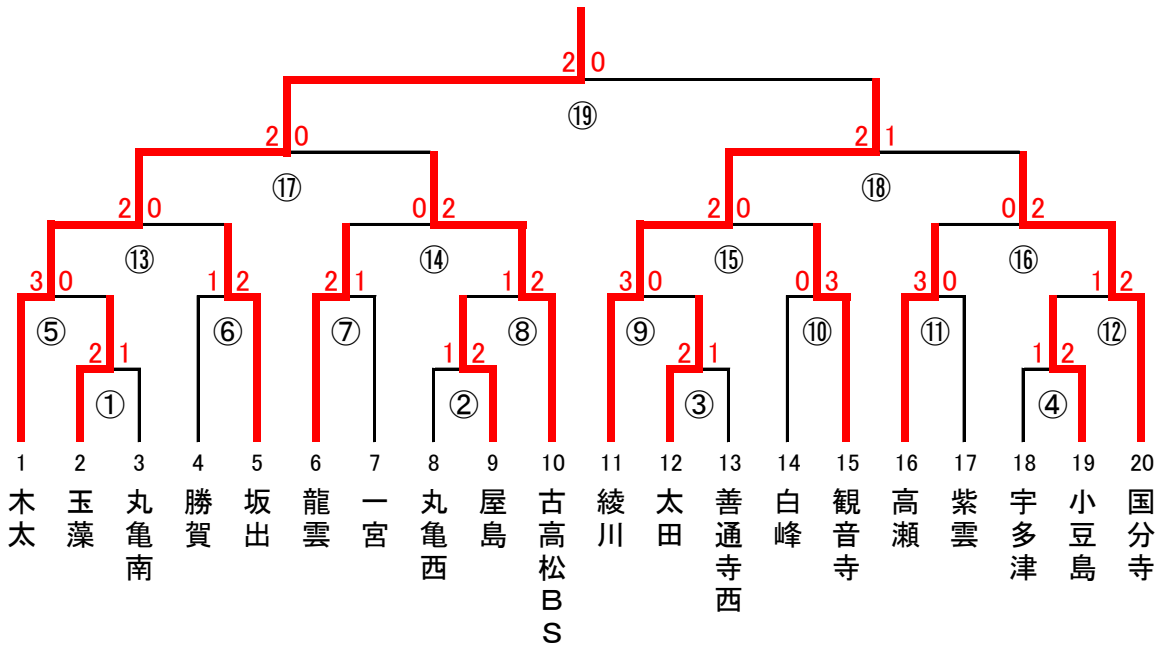 2 0
⑲
2 0
2 1
⑰
⑱
2 0
0 2
2 0
0 2
⑬
⑭
⑮
⑯
3 0
1 2
2 1
1 2
3 0
0 3
3 0
1 2
⑤
⑥
⑦
⑧
⑨
⑩
⑪
⑫
2 1
1 2
2 1
1 2
①
②
③
④
1 2 3 4 5 6 7 8 9 10 11 12 13 14 15 16 17 18 19 20
木太
玉藻
丸亀南
勝賀
坂出
龍雲
一宮
丸亀西
屋島
古高松BS
綾川
太田
善通寺西
白峰
観音寺
高瀬
紫雲
宇多津
小豆島
国分寺